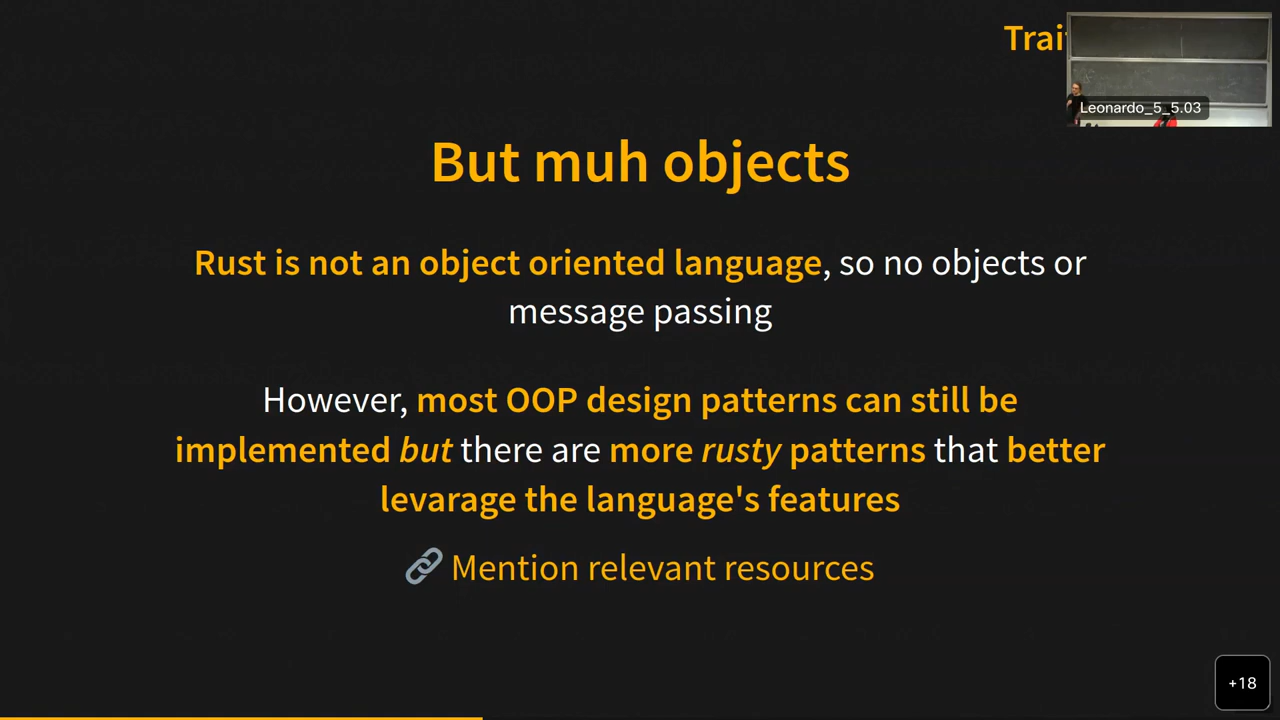 Trai
Leonardo_5_5.03
But muh objects
Rust is not an object oriented language, so no objects or
message passing
However, most OOP design patterns can still be
implemented but there are more rusty patterns that better
levarage the language's features
Mention relevant resources
+18